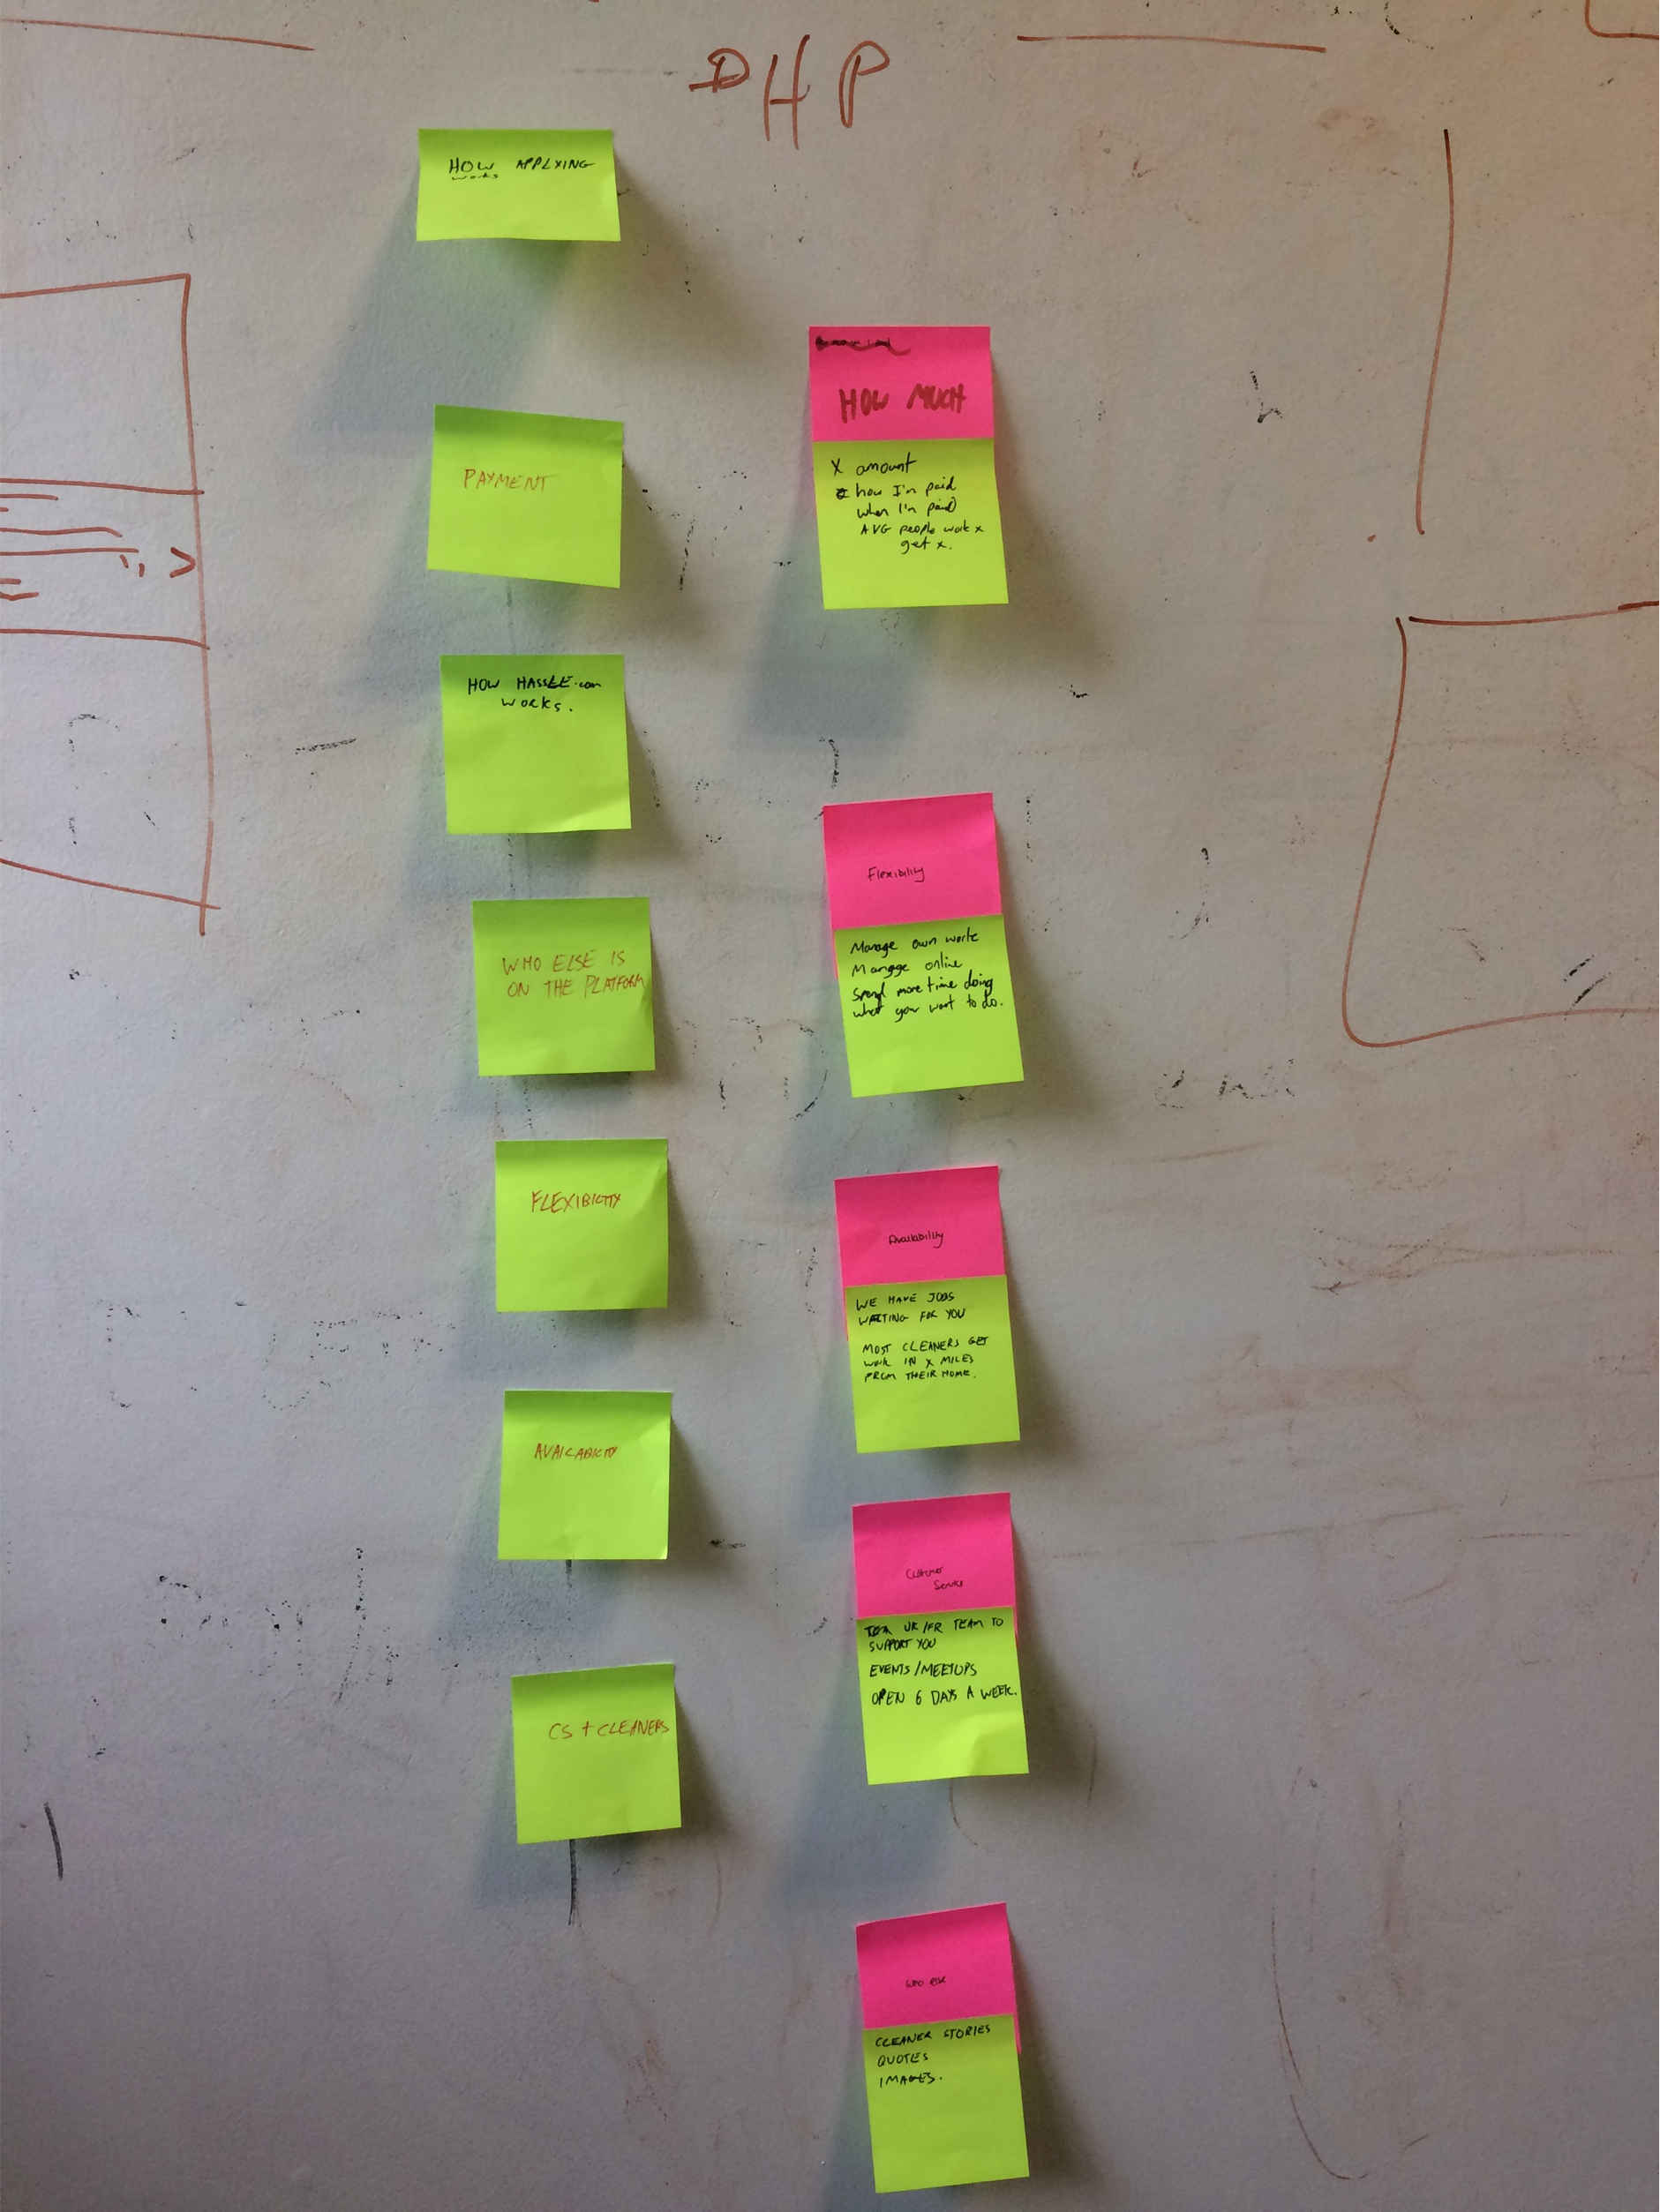 DHP
HOW APPLYING
works
PAYMENT
HOW HASSLE.com
WORKS.
WHO ELSE IS
ON THE PLATFORM
FLEXIBILITY
AVAILABILITY
CS + CLEANERS
HOW MUCH
X amount
how I'm paid
when I'm paid
AVG people work x
get x.
Flexibility
Manage own work
Manage online
Spend more time doing
what you want to do.
Availability
WE HAVE JOBS
WAITING FOR YOU
MOST CLEANERS GET
work IN X MILES
FROM THEIR HOME.
Customer
Service
UK/FR TEAM TO
SUPPORT YOU
EVENTS/MEETUPS
OPEN 6 DAYS A WEEK.
Who else
CLEANER STORIES
QUOTES
IMAGES.